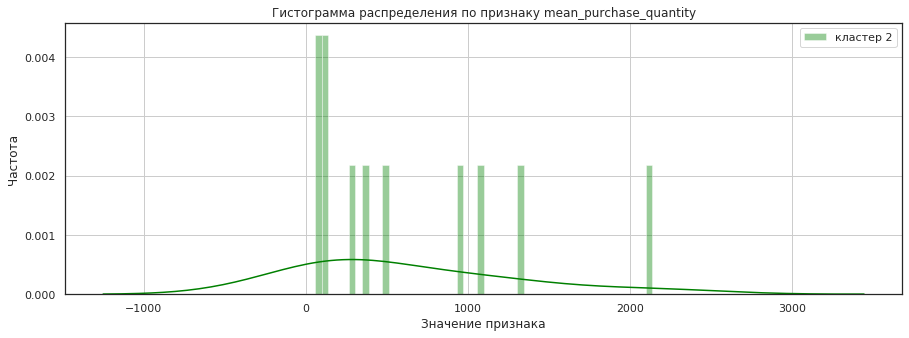 Гистограмма распределения по признаку mean_purchase_quantity
кластер 2
Частота
0.004
0.003
0.002
0.001
0.000
−1000
0
1000
2000
3000
Значение признака